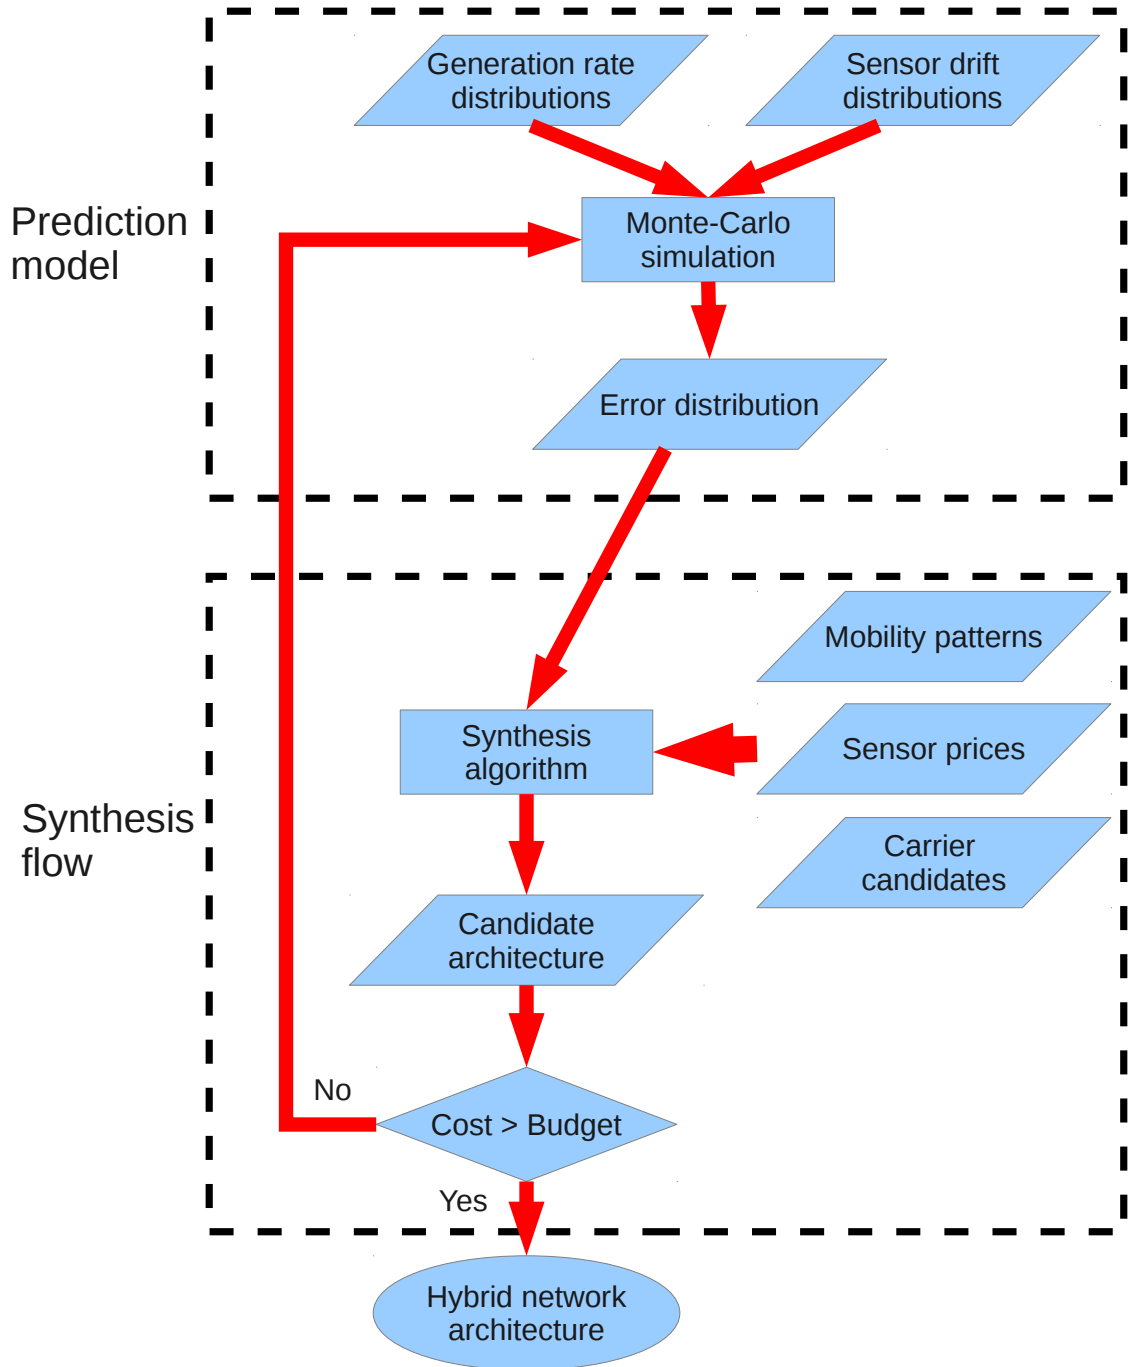 Generation rate
distributions
Sensor drift
distributions
Prediction
model
Monte-Carlo
simulation
Error distribution
Mobility patterns
Synthesis
algorithm
Sensor prices
Synthesis
flow
Carrier
candidates
Candidate
architecture
No
Cost > Budget
Yes
Hybrid network
architecture